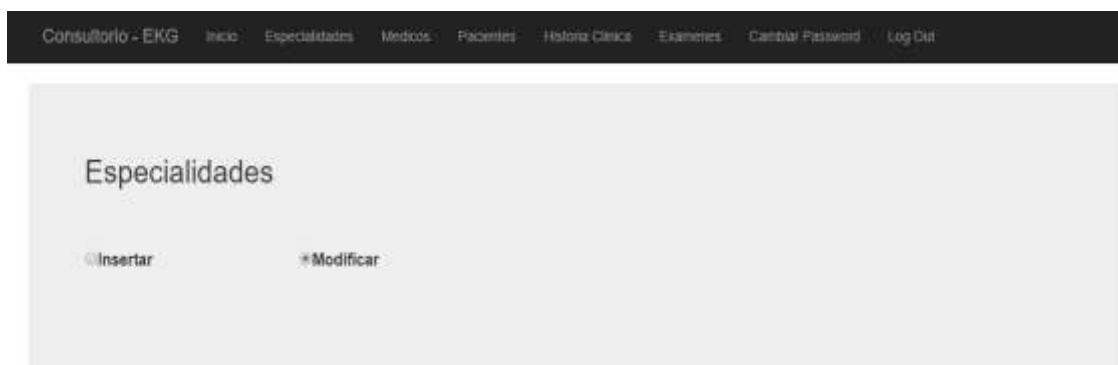 Consultorio - EKG Inicio Especialidades Medicos Pacientes Historia Clinica Examenes Cambiar Password Log Out
Especialidades
Insertar Modificar